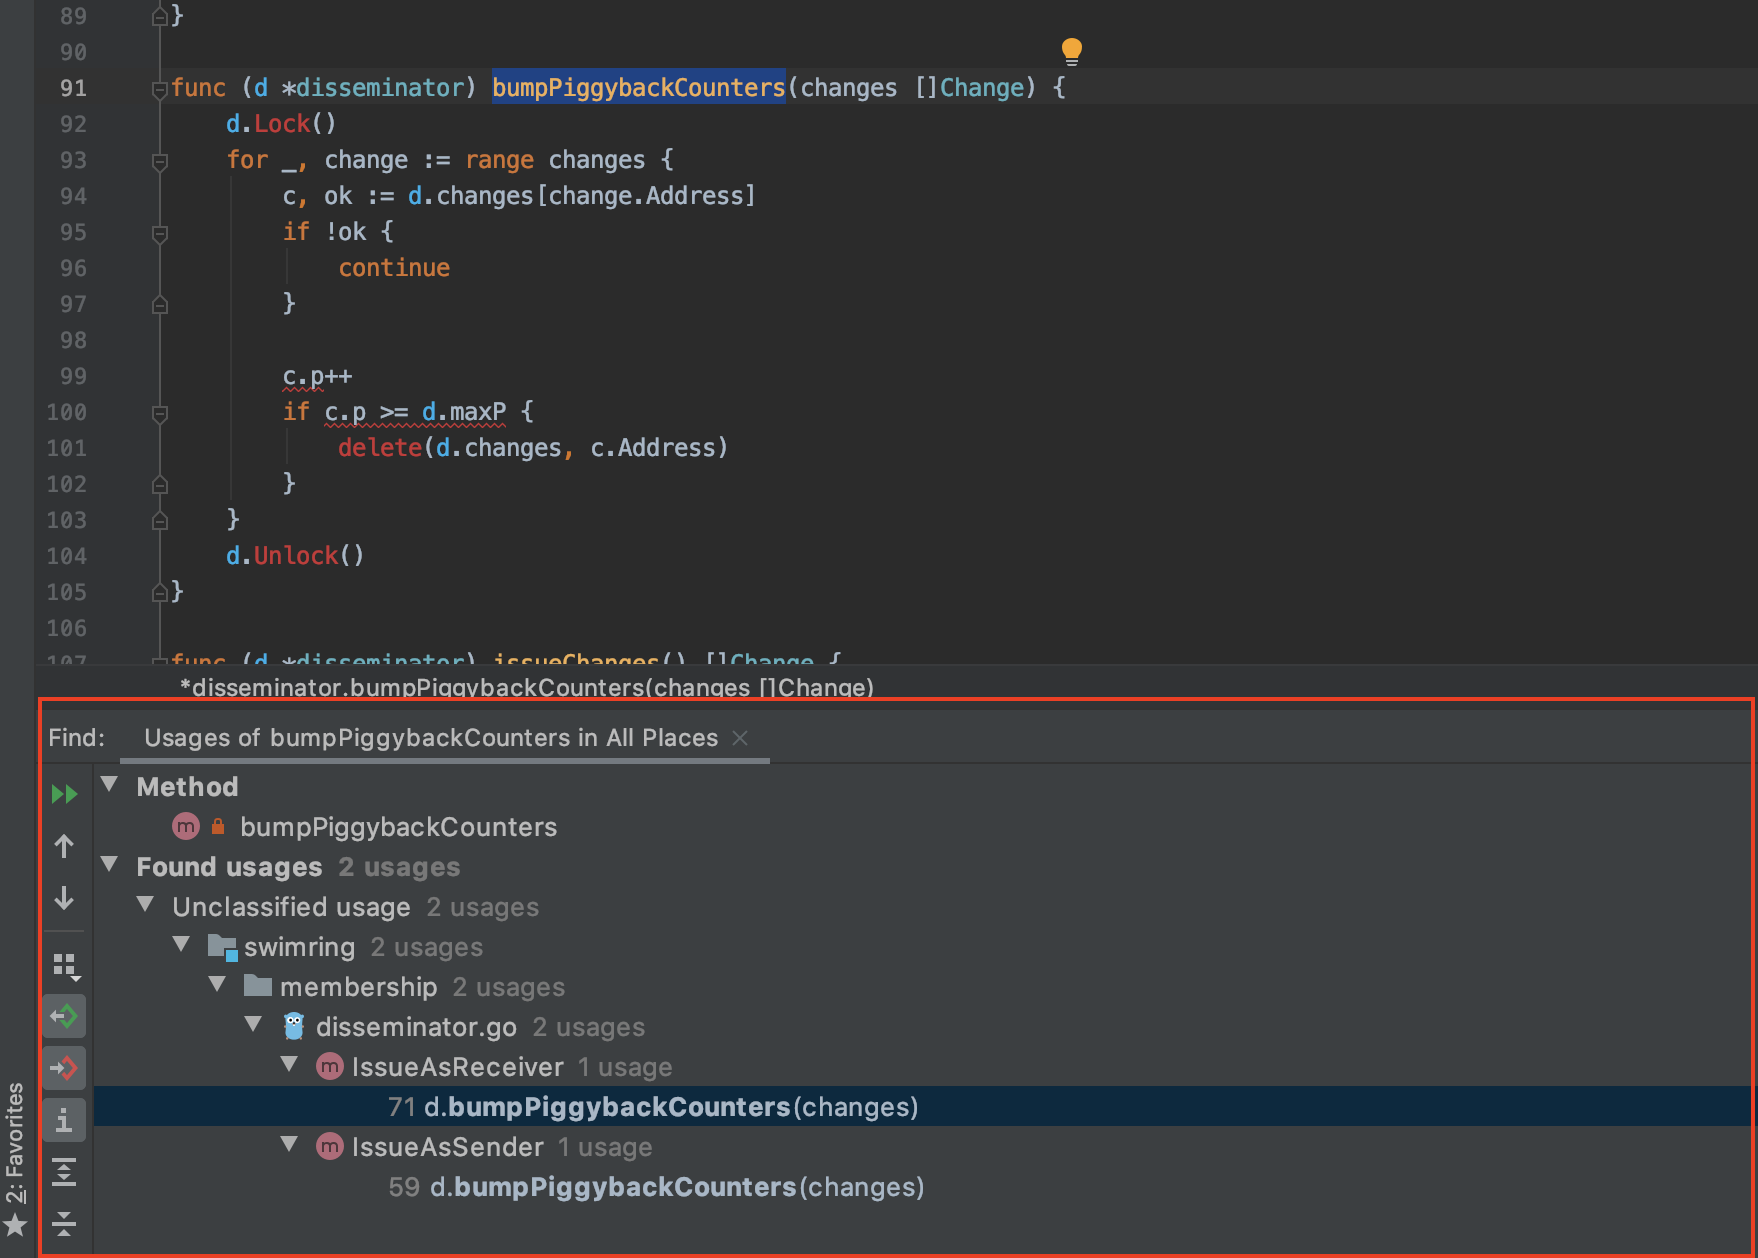 89 }
90
91 func (d *disseminator) bumpPiggybackCounters(changes []Change) {
92 d.Lock()
93 for _, change := range changes {
94 c, ok := d.changes[change.Address]
95 if !ok {
96 continue
97 }
98
99 c.p++
100 if c.p >= d.maxP {
101 delete(d.changes, c.Address)
102 }
103 }
104 d.Unlock()
105 }
106
107 func (d *disseminator) issueChanges() []Change {
*disseminator.bumpPiggybackCounters(changes []Change)
Find: Usages of bumpPiggybackCounters in All Places
Method
m bumpPiggybackCounters
Found usages 2 usages
Unclassified usage 2 usages
swimring 2 usages
membership 2 usages
disseminator.go 2 usages
m IssueAsReceiver 1 usage
71 d.bumpPiggybackCounters(changes)
m IssueAsSender 1 usage
59 d.bumpPiggybackCounters(changes)
2: Favorites